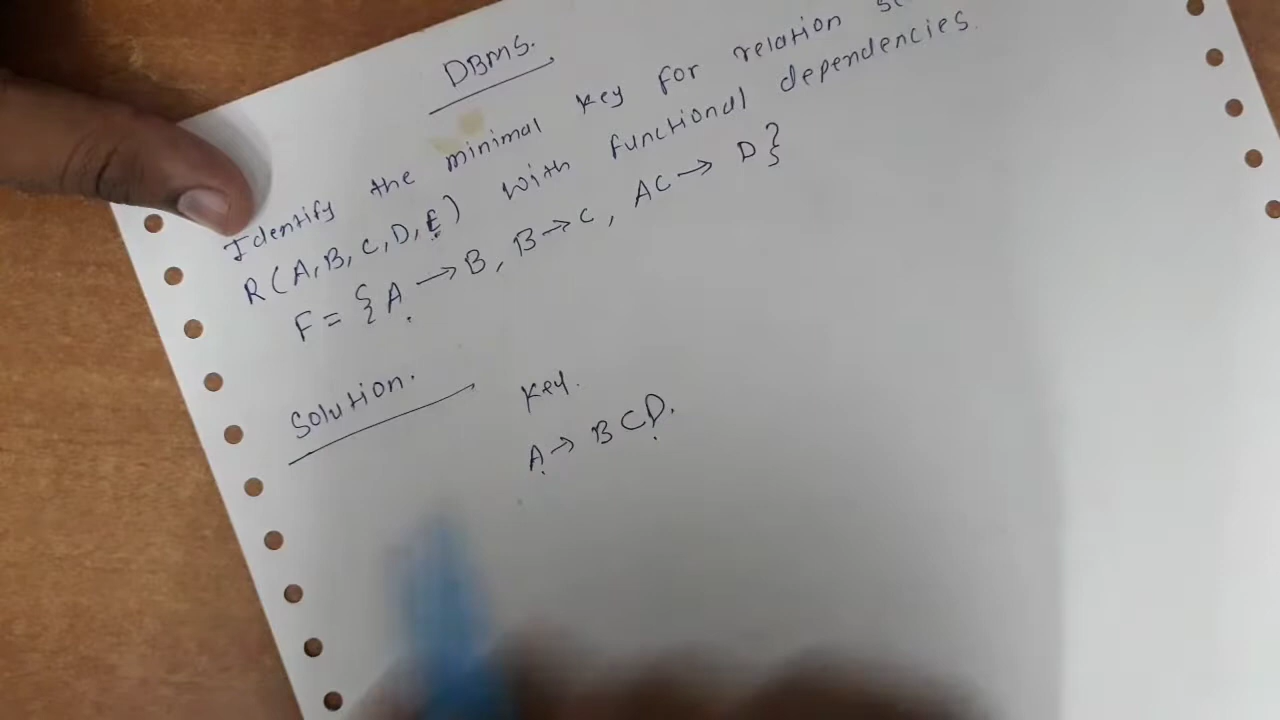 DBMS.
Identify the minimal key for relation
R(A,B,C,D,E) with functional dependencies.
F = {A → B, B → C, AC → D}
Solution.
Key.
A → BCD.